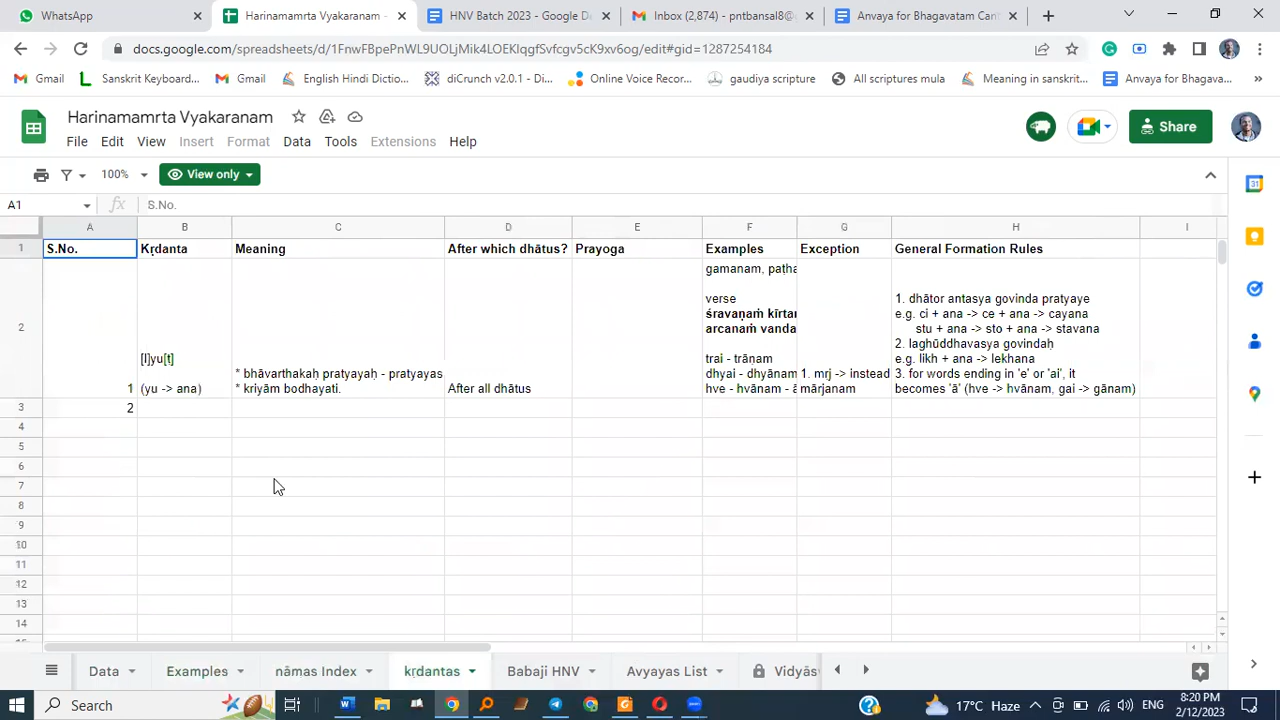 WhatsApp
Harinamamrta Vyakaranam -
HNV Batch 2023 - Google D
Inbox (2,874) - pntbansal8@
Anvaya for Bhagavatam Can
docs.google.com/spreadsheets/d/1FnwFBpePnWL9UOLjMik4LOEKlqgfSvfcgv5cK9xv6og/edit#gid=1287254184
Gmail
Sanskrit Keyboard...
Gmail
English Hindi Dictio...
diCrunch v2.0.1 - Di...
Online Voice Recor...
gaudiya scripture
All scriptures mula
Meaning in sanskrit...
Anvaya for Bhagava...
»
Harinamamrta Vyakaranam
File Edit View Insert Format Data Tools Extensions Help
Share
100%
View only
A1
fx
S.No.
A B C D E F G H I
1 S.No. Kṛdanta Meaning After which dhātus? Prayoga Examples Exception General Formation Rules
gamanam, paṭha
verse 1. dhātor antasya govinda pratyaye
śravaṇaṁ kīrtan e.g. ci + ana -> ce + ana -> cayana
2 arcanaṁ vanda stu + ana -> sto + ana -> stavana
2. laghūddhavasya govindaḥ
[l]yu[ṭ] trai - trāṇam e.g. likh + ana -> lekhana
* bhāvarthakaḥ pratyayaḥ - pratyayas dhyai - dhyānam 1. mrj -> instead 3. for words ending in 'e' or 'ai', it
1 (yu -> ana) * kriyām bodhayati. After all dhātus hve - hvānam - ā mārjanam becomes 'ā' (hve -> hvānam, gai -> gānam)
3 2
4
5
6
7
8
9
10
11
12
13
14
Data Examples nāmas Index kṛdantas Babaji HNV Avyayas List Vidyās
Search
17°C Haze
ENG
8:20 PM
2/12/2023